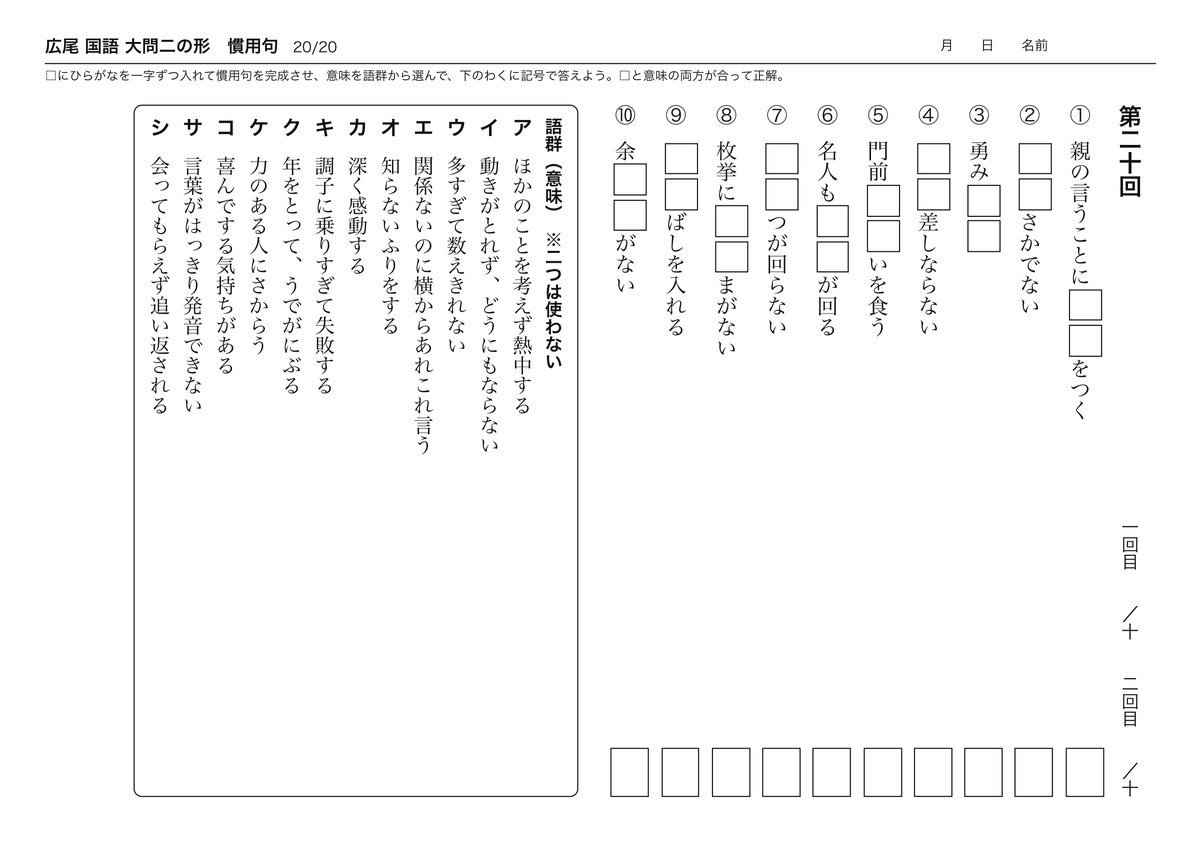 広尾 国語 大問二の形　慣用句　20/20
月　日　名前
□にひらがなを一字ずつ入れて慣用句を完成させ、意味を語群から選んで、下のわくに記号で答えよう。□と意味の両方が合って正解。
第二十回　一回目　／十　二回目　／十
① 親の言うことに□□をつく
② □□さかでない
③ 勇み□□
④ □□差しならない
⑤ 門前□□いを食う
⑥ 名人も□□が回る
⑦ □□つが回らない
⑧ 枚挙に□□まがない
⑨ □□ばしを入れる
⑩ 余□□がない
語群（意味）　※二つは使わない
ア　ほかのことを考えず熱中する
イ　動きがとれず、どうにもならない
ウ　多すぎて数えきれない
エ　関係ないのに横からあれこれ言う
オ　知らないふりをする
カ　深く感動する
キ　調子に乗りすぎて失敗する
ク　年をとって、うでがにぶる
ケ　力のある人にさからう
コ　喜んでする気持ちがある
サ　言葉がはっきり発音できない
シ　会ってもらえず追い返される